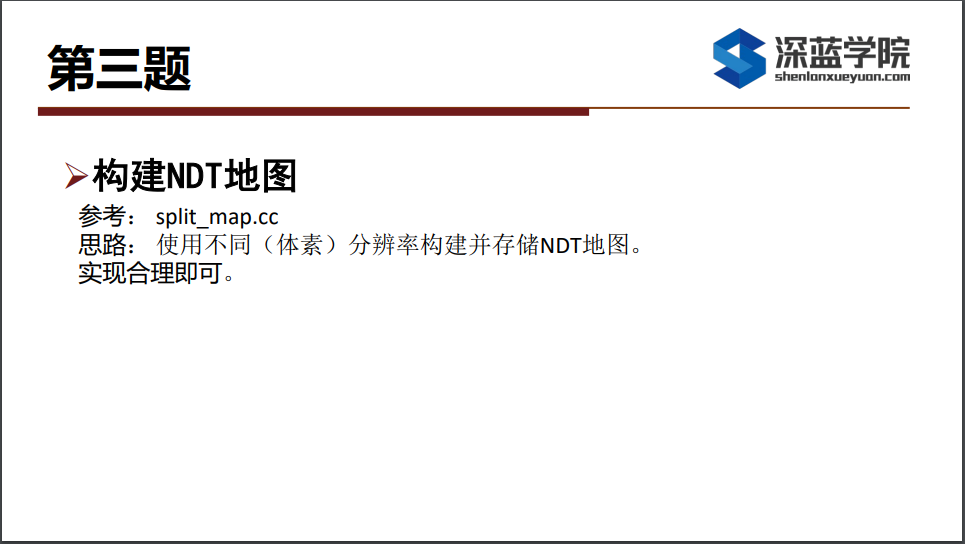 第三题
深蓝学院
shenlanxueyuan.com
构建NDT地图
参考： split_map.cc
思路： 使用不同（体素）分辨率构建并存储NDT地图。
实现合理即可。